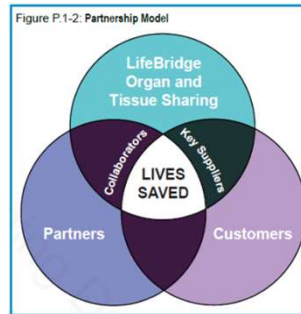 Figure P.1-2: Partnership Model
LifeBridge
Organ and
Tissue Sharing
Collaborators
Key Suppliers
LIVES
SAVED
Partners
Customers